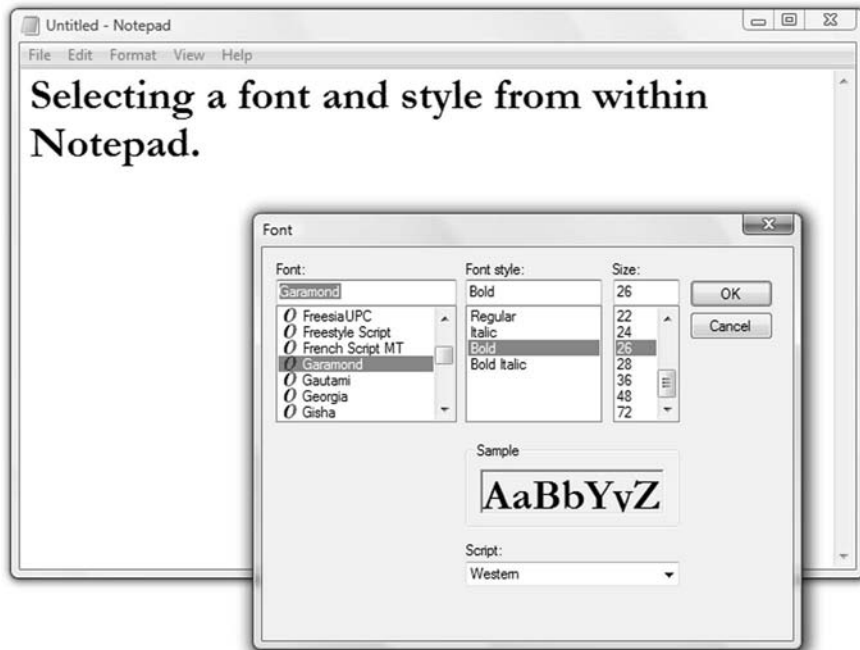 Untitled - Notepad
File Edit Format View Help
Selecting a font and style from within
Notepad.
Font
Font:
Garamond
FreesiaUPC
Freestyle Script
French Script MT
Garamond
Gautami
Georgia
Gisha
Font style:
Bold
Regular
Italic
Bold
Bold Italic
Size:
26
22
24
26
28
36
48
72
OK
Cancel
Sample
AaBbYyZ
Script:
Western